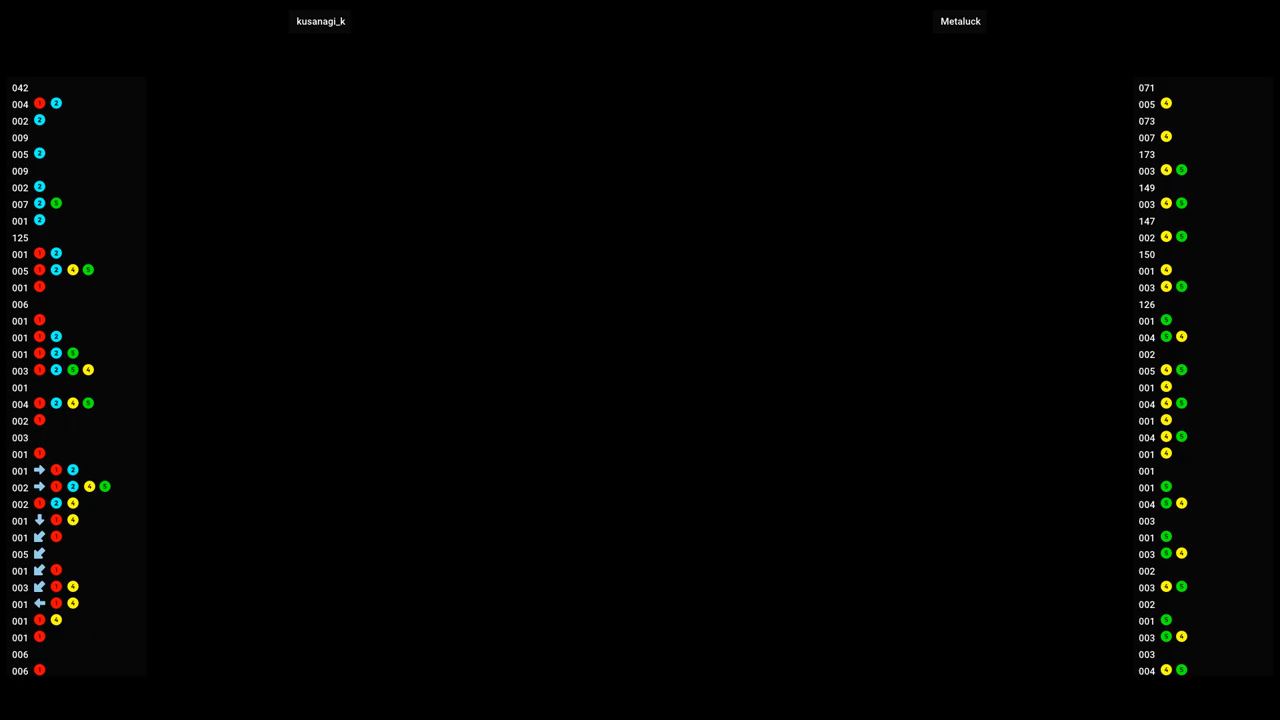 kusanagi_k
Metaluck
042
004 1 2
002 2
009
005 2
009
002 2
007 2 5
001 2
125
001 1 2
005 1 2 4 5
001 1
006
001 1
001 1 2
001 1 2 5
003 1 2 5 4
001
004 1 2 4 5
002 1
003
001 1
001 1 2
002 1 2 4 5
002 1 2 4
001 1 4
001 1
005
001 1
003 1 4
001 1 4
001 1 4
001 1
006
006 1
071
005 4
073
007 4
173
003 4 5
149
003 4 5
147
002 4 5
150
001 4
003 4 5
126
001 5
004 5 4
002
005 4 5
001 4
004 4 5
001 4
004 4 5
001 4
001
001 5
004 5 4
003
001 5
003 5 4
002
003 4 5
002
001 5
003 5 4
003
004 4 5